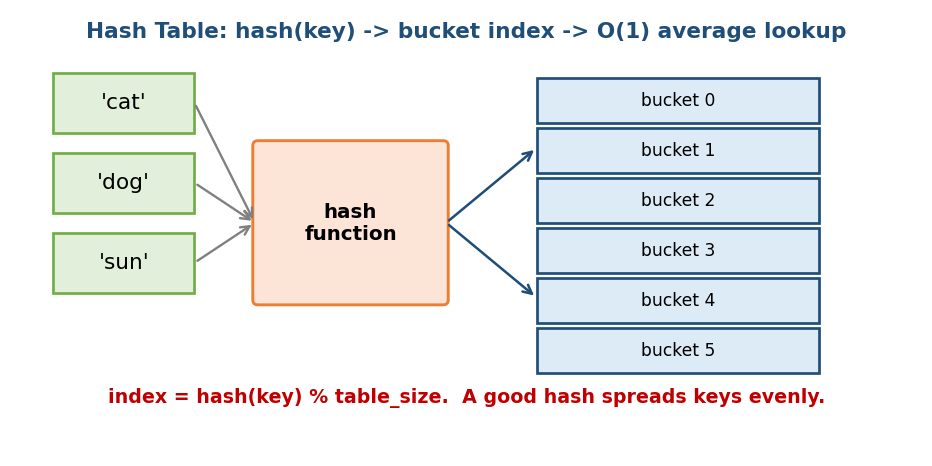 Hash Table: hash(key) -> bucket index -> O(1) average lookup
'cat'
'dog'
'sun'
hash
function
bucket 0
bucket 1
bucket 2
bucket 3
bucket 4
bucket 5
index = hash(key) % table_size.  A good hash spreads keys evenly.